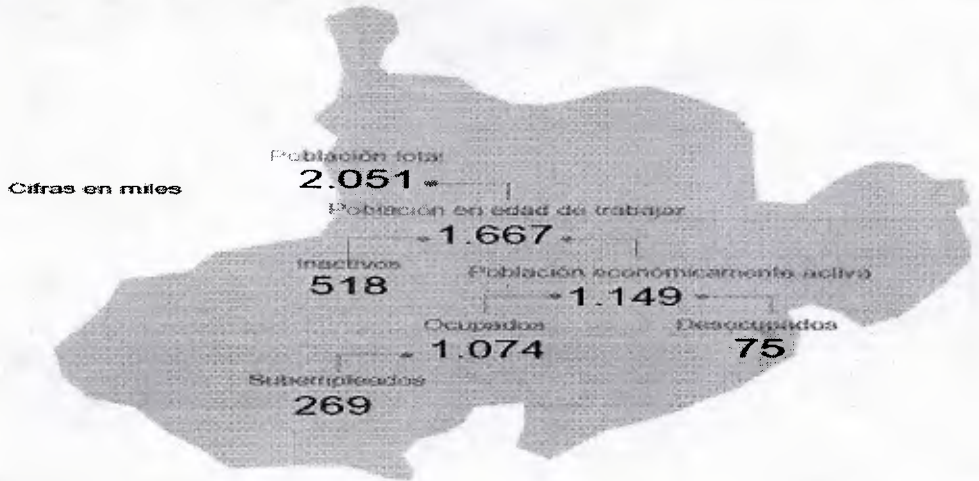 Población total
Cifras en miles
2.051
Población en edad de trabajar
1.667
Inactivos
518
Población económicamente activa
1.149
Ocupados
1.074
Desocupados
75
Subempleados
269